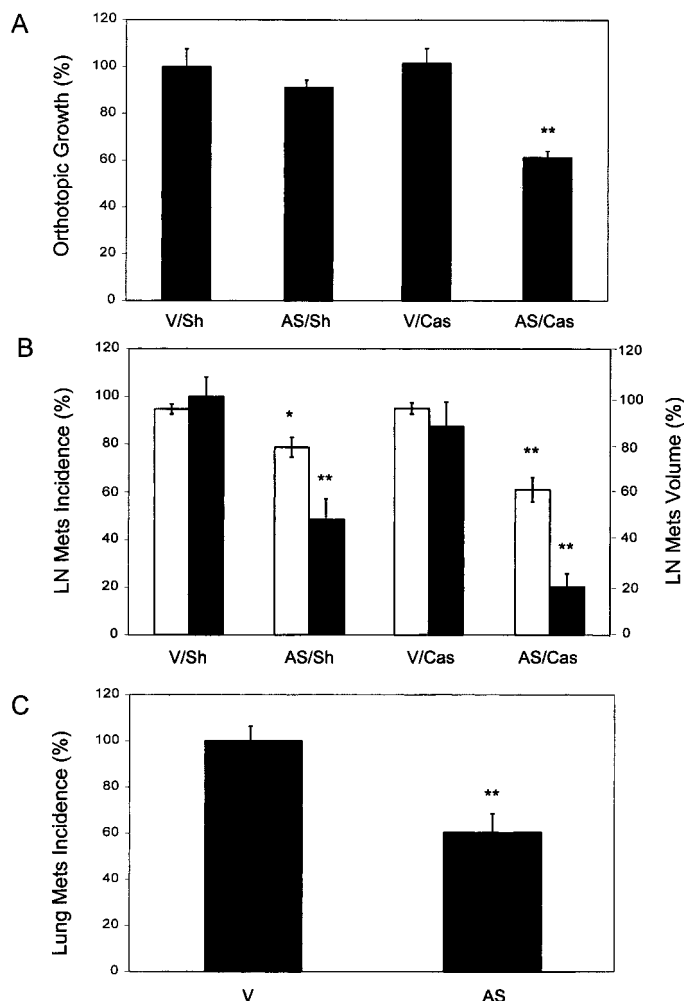 A
Orthotopic Growth (%)
120
100
80
60
40
20
0
**
V/Sh
AS/Sh
V/Cas
AS/Cas
B
LN Mets Incidence (%)
120
100
80
60
40
20
0
*
**
**
**
120
100
80
60
40
20
0
LN Mets Volume (%)
V/Sh
AS/Sh
V/Cas
AS/Cas
C
Lung Mets Incidence (%)
120
100
80
60
40
20
0
**
V
AS